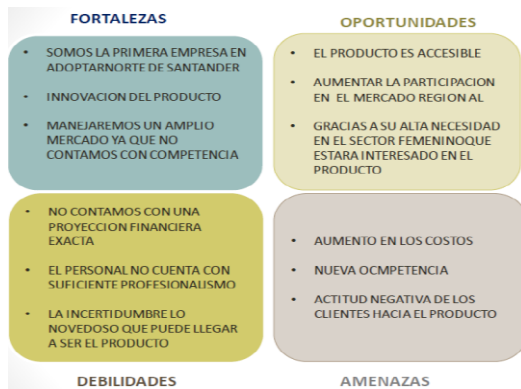 FORTALEZAS
• SOMOS LA PRIMERA EMPRESA EN
ADOPTARNORTE DE SANTANDER
• INNOVACION DEL PRODUCTO
• MANEJAREMOS UN AMPLIO
MERCADO YA QUE NO
CONTAMOS CON COMPETENCIA
OPORTUNIDADES
• EL PRODUCTO ES ACCESIBLE
• AUMENTAR LA PARTICIPACION
EN EL MERCADO REGION AL
• GRACIAS A SU ALTA NECESIDAD
EN EL SECTOR FEMENINOQUE
ESTARA INTERESADO EN EL
PRODUCTO
• NO CONTAMOS CON UNA
PROYECCION FINANCIERA
EXACTA
• EL PERSONAL NO CUENTA CON
SUFICIENTE PROFESIONALISMO
• LA INCERTIDUMBRE LO
NOVEDOSO QUE PUEDE LLEGAR
A SER EL PRODUCTO
DEBILIDADES
• AUMENTO EN LOS COSTOS
• NUEVA OCMPETENCIA
• ACTITUD NEGATIVA DE LOS
CLIENTES HACIA EL PRODUCTO
AMENAZAS